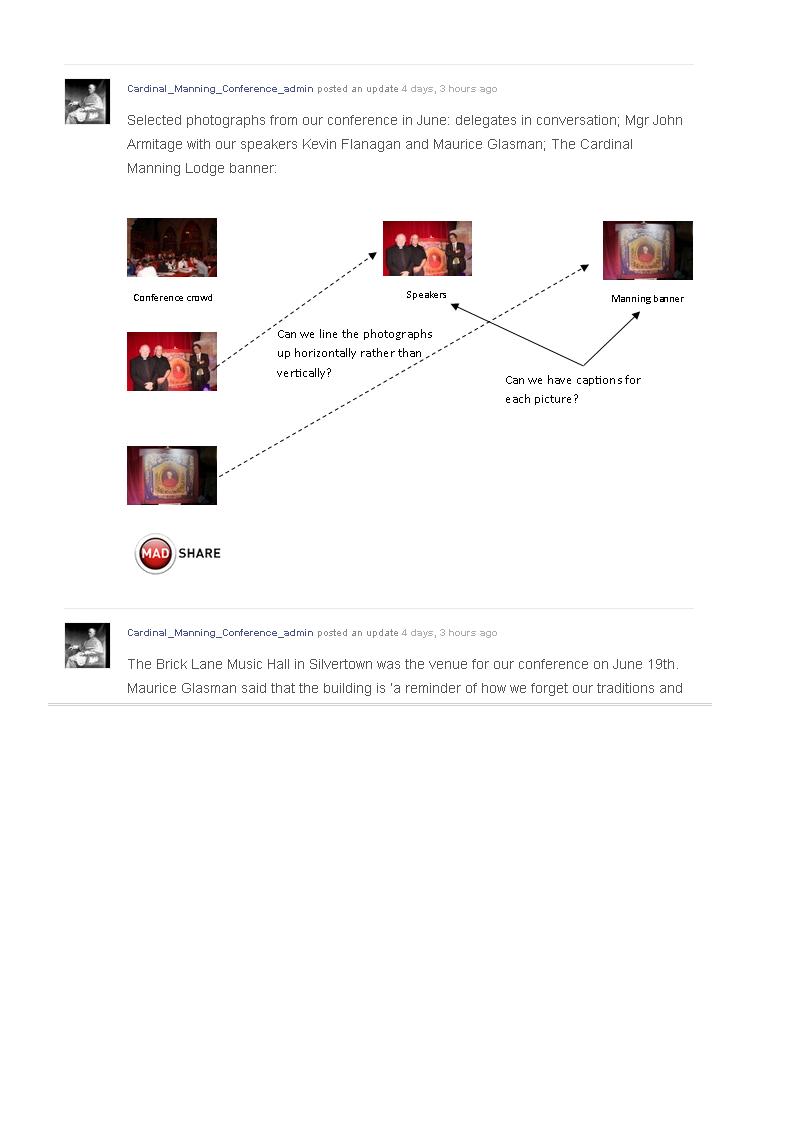 Cardinal_Manning_Conference_admin posted an update 4 days, 3 hours ago
Selected photographs from our conference in June: delegates in conversation; Mgr John
Armitage with our speakers Kevin Flanagan and Maurice Glasman; The Cardinal
Manning Lodge banner:
Conference crowd
Speakers
Manning banner
Can we line the photographs
up horizontally rather than
vertically?
Can we have captions for
each picture?
MAD SHARE
Cardinal_Manning_Conference_admin posted an update 4 days, 3 hours ago
The Brick Lane Music Hall in Silvertown was the venue for our conference on June 19th.
Maurice Glasman said that the building is 'a reminder of how we forget our traditions and